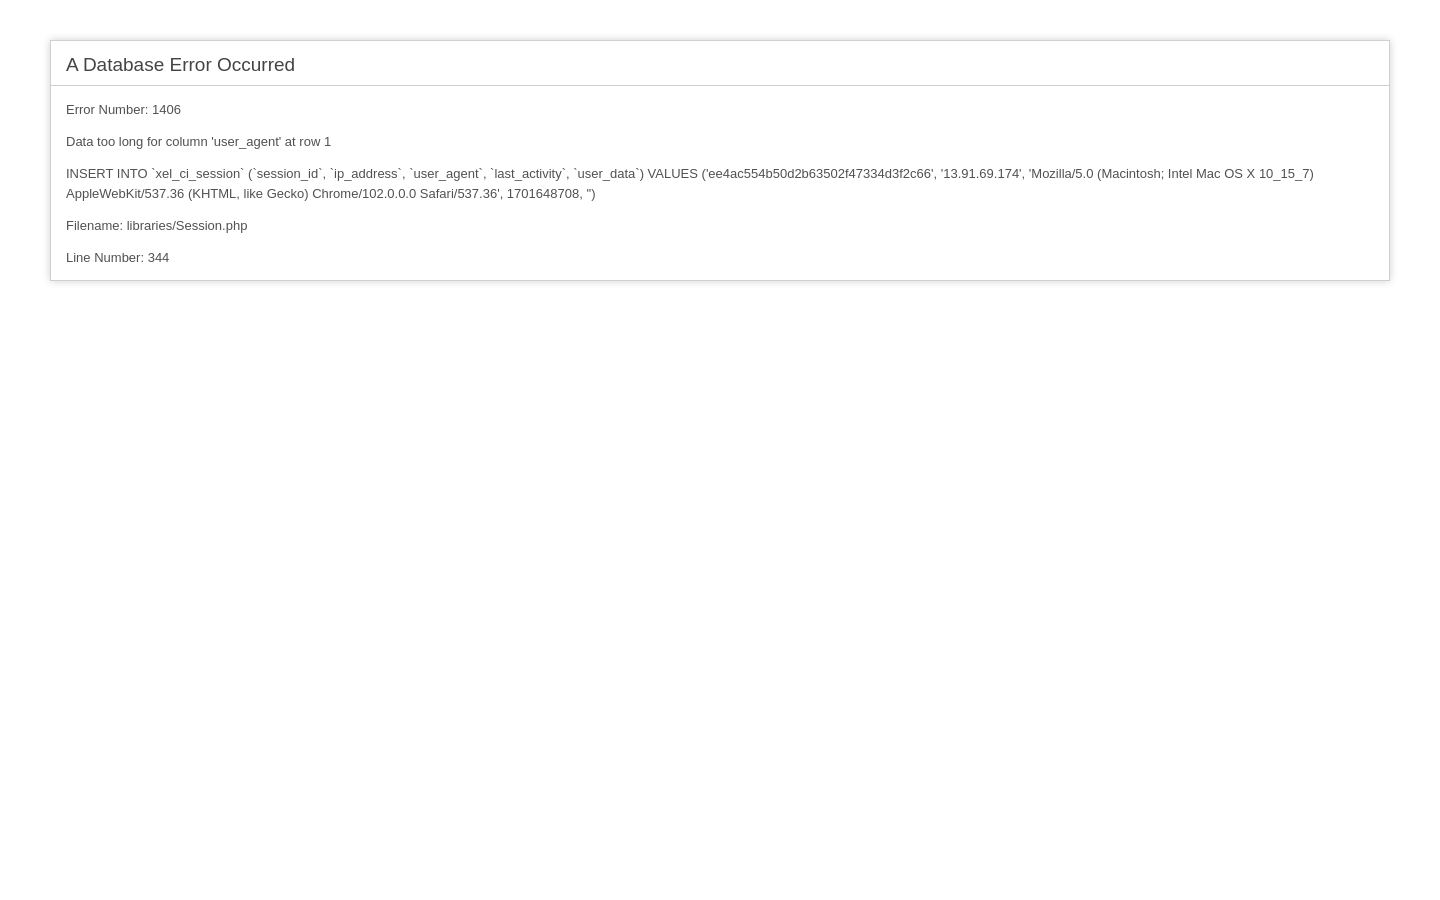 A Database Error Occurred
Error Number: 1406
Data too long for column 'user_agent' at row 1
INSERT INTO `xel_ci_session` (`session_id`, `ip_address`, `user_agent`, `last_activity`, `user_data`) VALUES ('ee4ac554b50d2b63502f47334d3f2c66', '13.91.69.174', 'Mozilla/5.0 (Macintosh; Intel Mac OS X 10_15_7)
AppleWebKit/537.36 (KHTML, like Gecko) Chrome/102.0.0.0 Safari/537.36', 1701648708, '')
Filename: libraries/Session.php
Line Number: 344